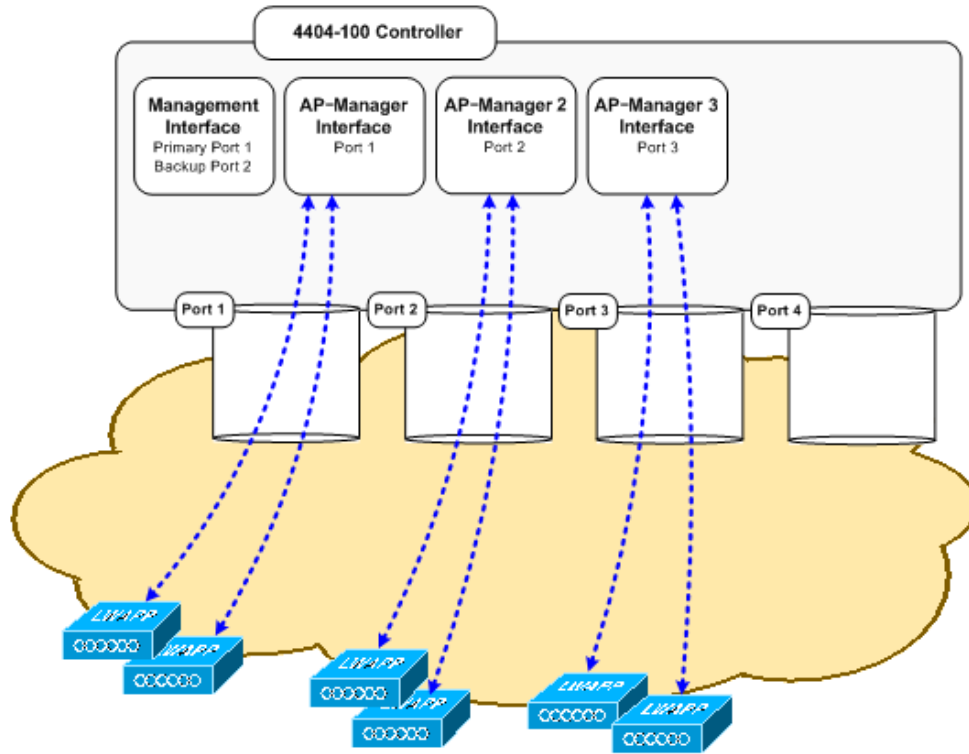 4404-100 Controller
Management
Interface
Primary Port 1
Backup Port 2
AP-Manager
Interface
Port 1
AP-Manager 2
Interface
Port 2
AP-Manager 3
Interface
Port 3
Port 1
Port 2
Port 3
Port 4
LWAPP
LWAPP
LWAPP
LWAPP
LWAPP
LWAPP